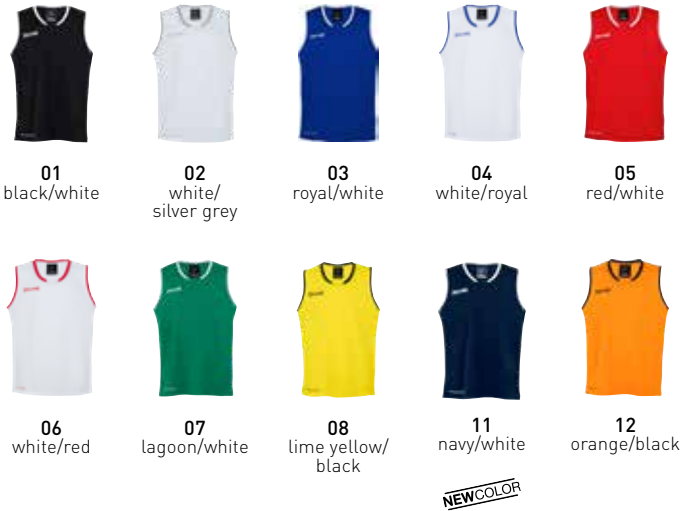 01
black/white
02
white/
silver grey
03
royal/white
04
white/royal
05
red/white
06
white/red
07
lagoon/white
08
lime yellow/
black
11
navy/white
12
orange/black
NEWCOLOR